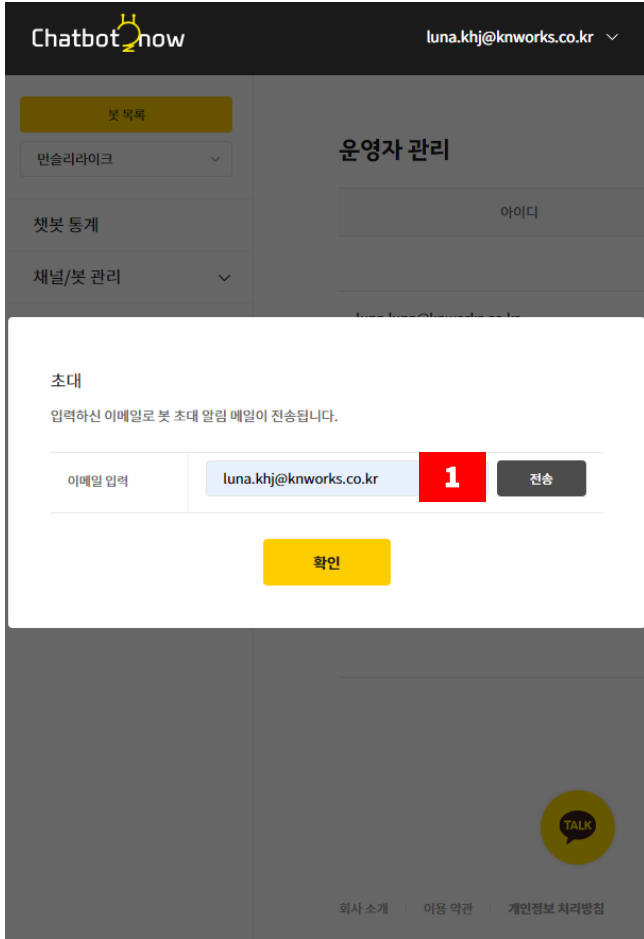 Chatbot now
luna.khj@knworks.co.kr
봇 목록
먼슬리라이크
챗봇 통계
채널/봇 관리
운영자 관리
아이디
초대
입력하신 이메일로 봇 초대 알림 메일이 전송됩니다.
이메일 입력
luna.khj@knworks.co.kr
1
전송
확인
TALK
회사 소개
이용 약관
개인정보 처리방침